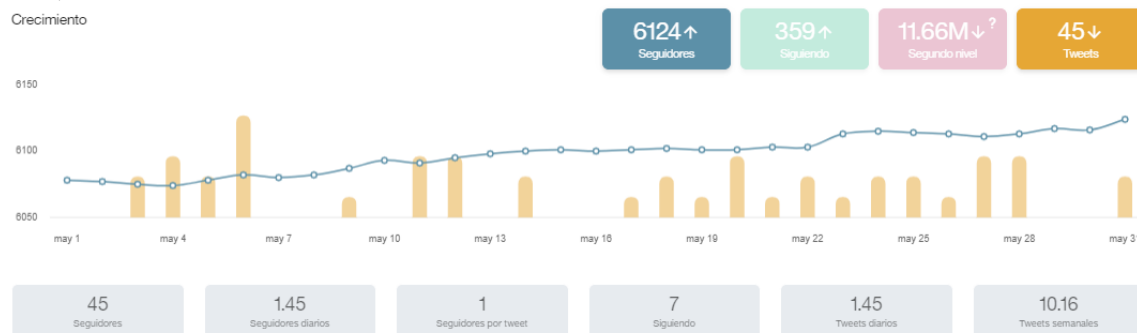 Crecimiento
6124↑
Seguidores
359↑
Siguiendo
11.66M↓ ?
Segundo nivel
45↓
Tweets
6150
6100
6050
may 1
may 4
may 7
may 10
may 13
may 16
may 19
may 22
may 25
may 28
may 31
45
Seguidores
1.45
Seguidores diarios
1
Seguidores por tweet
7
Siguiendo
1.45
Tweets diarios
10.16
Tweets semanales